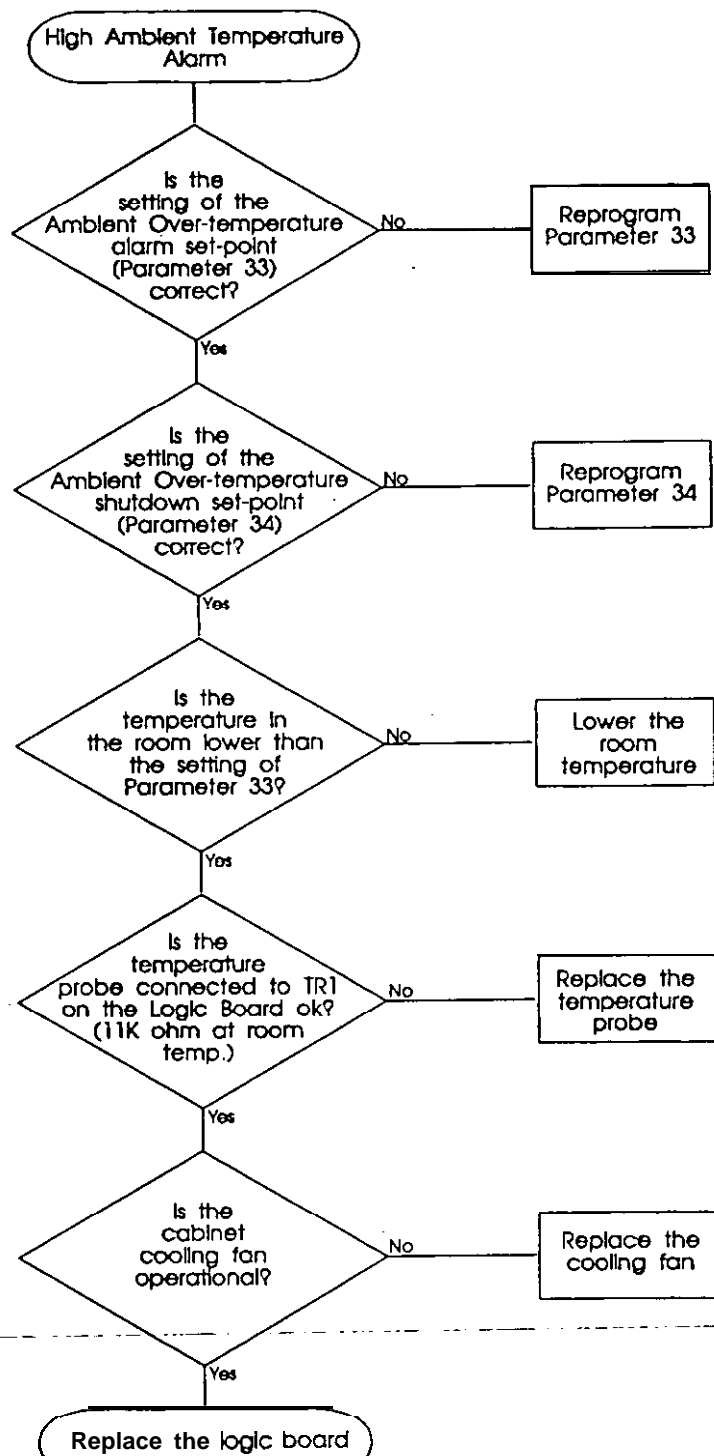 High Ambient Temperature
Alarm
Is the
setting of the
Ambient Over-temperature
alarm set-point
(Parameter 33)
correct?
No
Reprogram
Parameter 33
Yes
Is the
setting of the
Ambient Over-temperature
shutdown set-point
(Parameter 34)
correct?
No
Reprogram
Parameter 34
Yes
Is the
temperature in
the room lower than
the setting of
Parameter 33?
No
Lower the
room
temperature
Yes
Is the
temperature
probe connected to TR1
on the Logic Board ok?
(11K ohm at room
temp.)
No
Replace the
temperature
probe
Yes
Is the
cabinet
cooling fan
operational?
No
Replace the
cooling fan
Yes
Replace the logic board